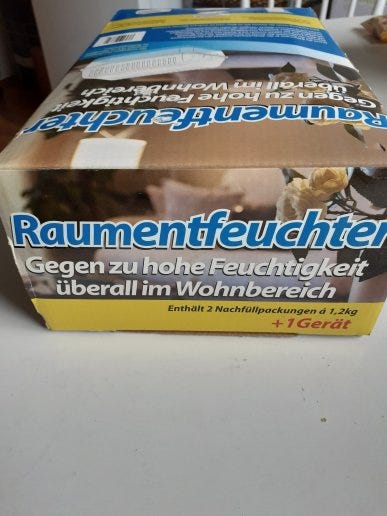 Raumentfeuchter
Gegen zu hohe Feuchtigkeit
überall im Wohnbereich
Raumentfeuchter
Gegen zu hohe Feuchtigkeit
überall im Wohnbereich
Enthält 2 Nachfüllpackungen à 1,2kg
+1Gerät